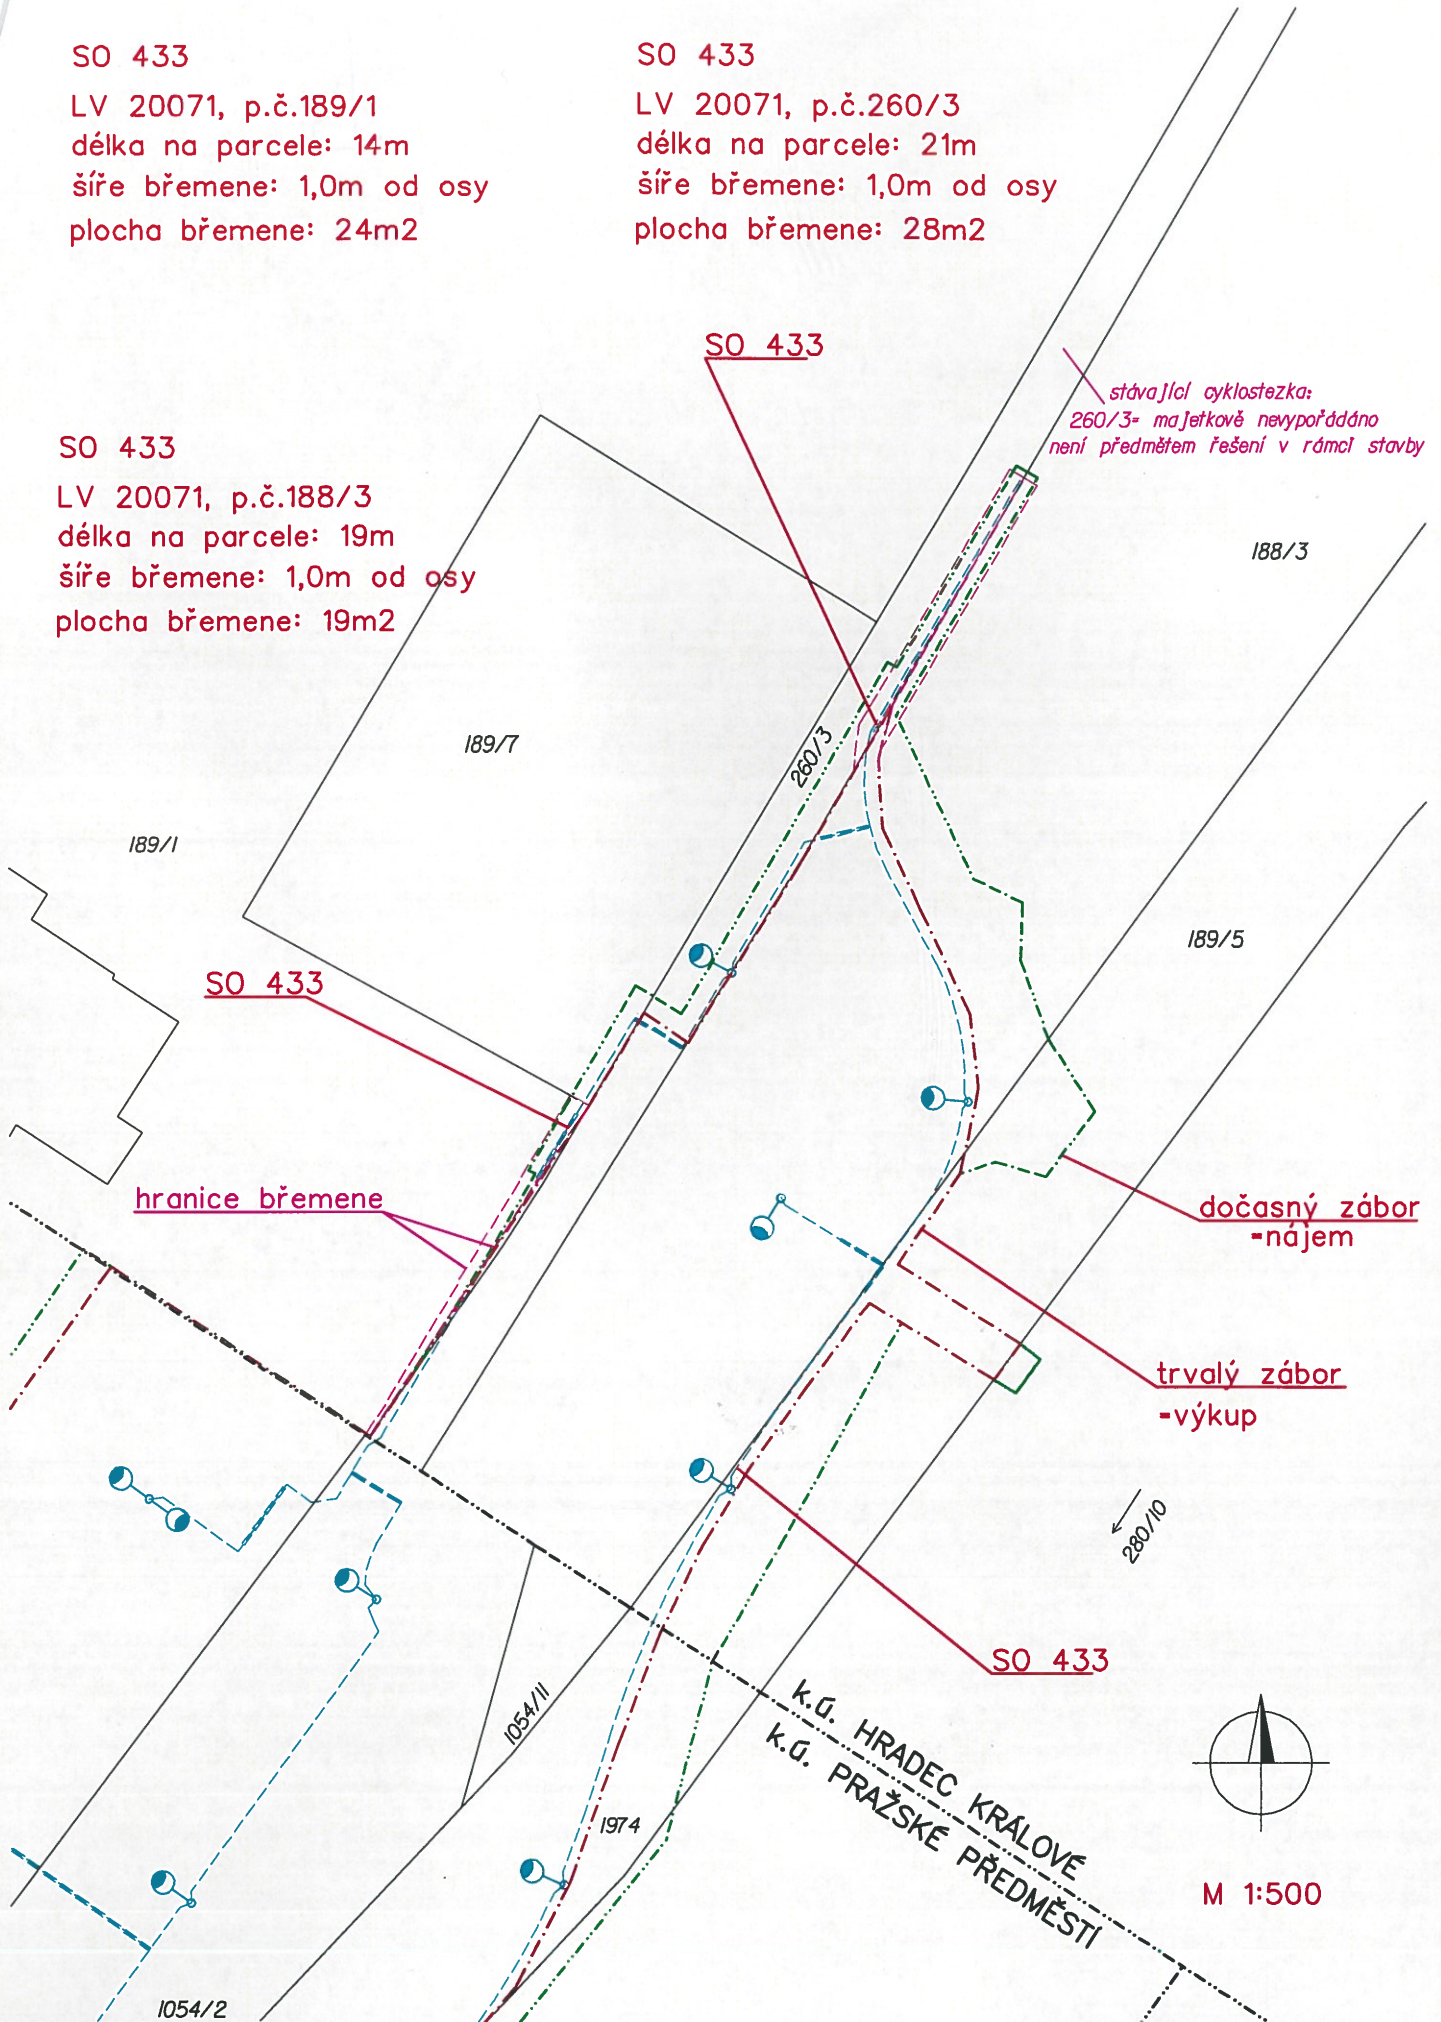 SO 433
LV 20071, p.č.189/1
délka na parcele: 14m
šíře břemene: 1,0m od osy
plocha břemene: 24m2
SO 433
LV 20071, p.č.260/3
délka na parcele: 21m
šíře břemene: 1,0m od osy
plocha břemene: 28m2
SO 433
stávající cyklostezka:
260/3= majetkově nevypořádáno
není předmětem řešení v rámci stavby
SO 433
LV 20071, p.č.188/3
délka na parcele: 19m
šíře břemene: 1,0m od osy
plocha břemene: 19m2
188/3
189/7
260/3
189/1
189/5
SO 433
hranice břemene
dočasný zábor
=nájem
trvalý zábor
=výkup
280/10
SO 433
1054/11
k.ú. HRADEC KRÁLOVÉ
k.ú. PRAŽSKÉ PŘEDMĚSTÍ
1974
M 1:500
1054/2